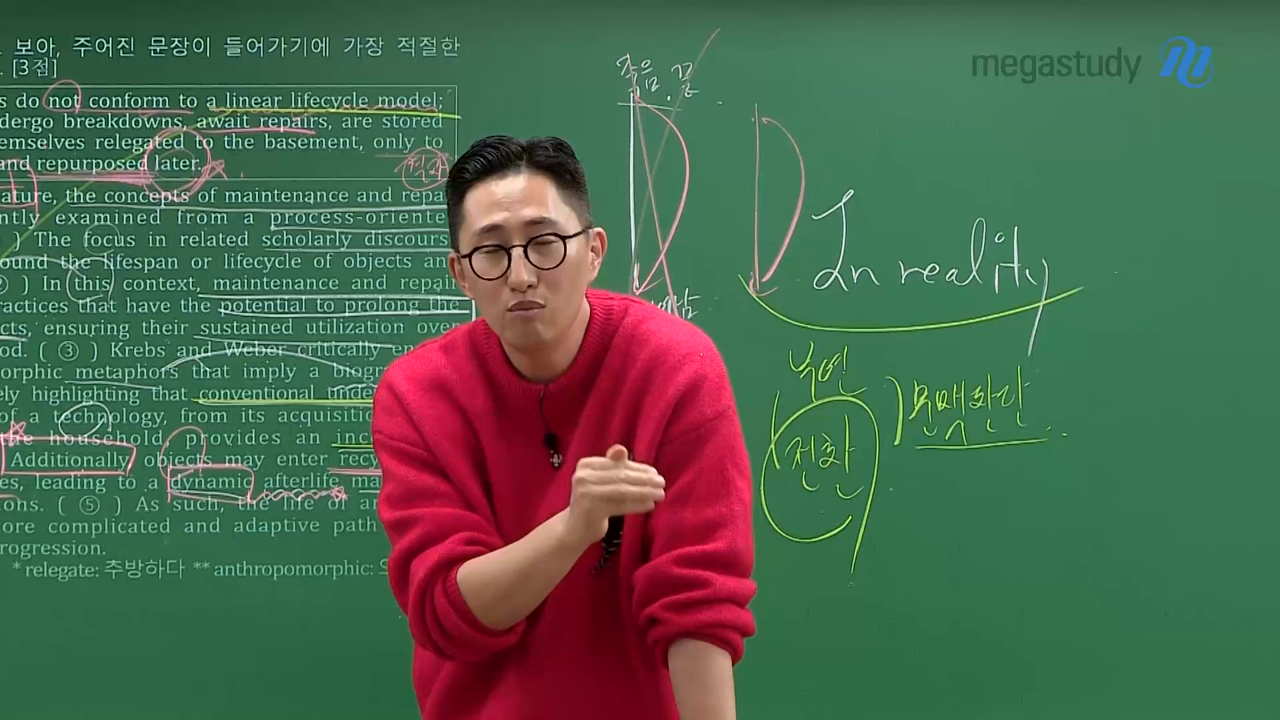 보아, 주어진 문장이 들어가기에 가장 적절한
. [3점]
s do not conform to a linear lifecycle model;
dergo breakdowns, await repairs, are stored
emselves relegated to the basement, only to
and repurposed later.
ature, the concepts of maintenance and repa
ntly examined from a process-oriente
) The focus in related scholarly discours
ound the lifespan or lifecycle of objects an
) In this context, maintenance and repair
ractices that have the potential to prolong the
cts, ensuring their sustained utilization over
od. ( ③ ) Krebs and Weber critically en
orphic metaphors that imply a biogr
ely highlighting that conventional unde
of a technology, from its acquisitio
he household provides an inc
Additionally objects may enter recy
es, leading to a dynamic afterlife ma
ons. ( ⑤ ) As such, the life of an
ore complicated and adaptive path
rogression.
* relegate: 추방하다 ** anthropomorphic:
megastudy
In reality
전환